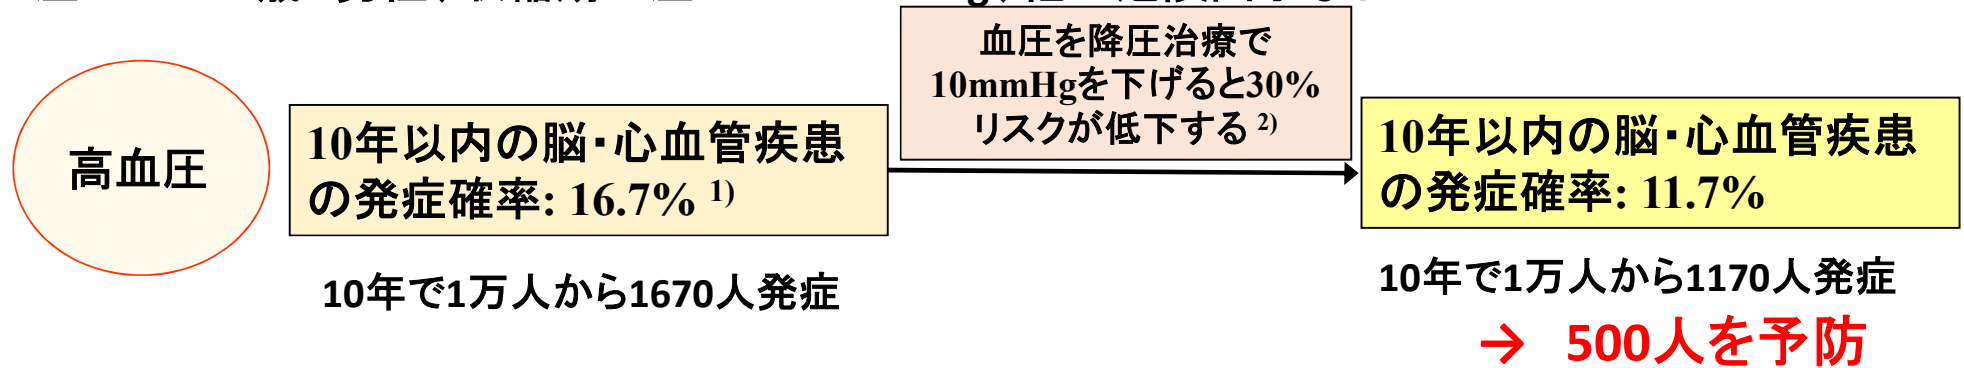 血圧を降圧治療で
10mmHgを下げると30%
リスクが低下する 2)
高血圧
10年以内の脳・心血管疾患
の発症確率: 16.7% 1)
10年以内の脳・心血管疾患
の発症確率: 11.7%
10年で1万人から1670人発症
10年で1万人から1170人発症
→ 500人を予防